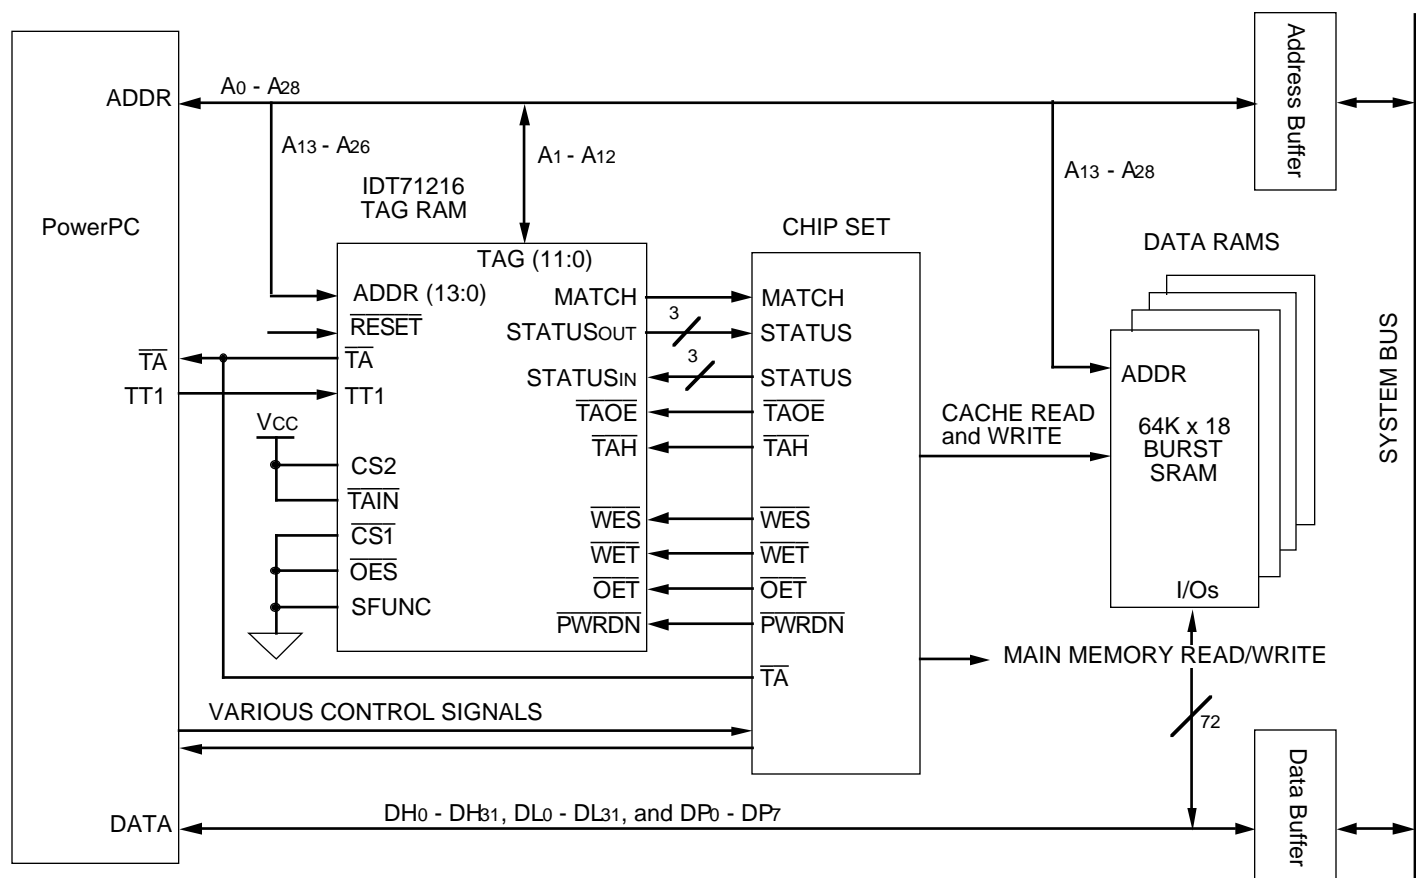 ADDR
A0 - A28
A13 - A26
A1 - A12
A13 - A28
Address Buffer
IDT71216
TAG RAM
PowerPC
CHIP SET
DATA RAMS
TAG (11:0)
ADDR (13:0)
RESET
TA
TT1
TA
TT1
VCC
CS2
TAIN
CS1
OES
SFUNC
MATCH
STATUSOUT
STATUSIN
TAOE
TAH
WES
WET
OET
PWRDN
3
3
MATCH
STATUS
STATUS
TAOE
TAH
WES
WET
OET
PWRDN
TA
CACHE READ
and WRITE
ADDR
64K x 18
BURST
SRAM
I/Os
SYSTEM BUS
MAIN MEMORY READ/WRITE
72
VARIOUS CONTROL SIGNALS
DATA
DH0 - DH31, DL0 - DL31, and DP0 - DP7
Data Buffer